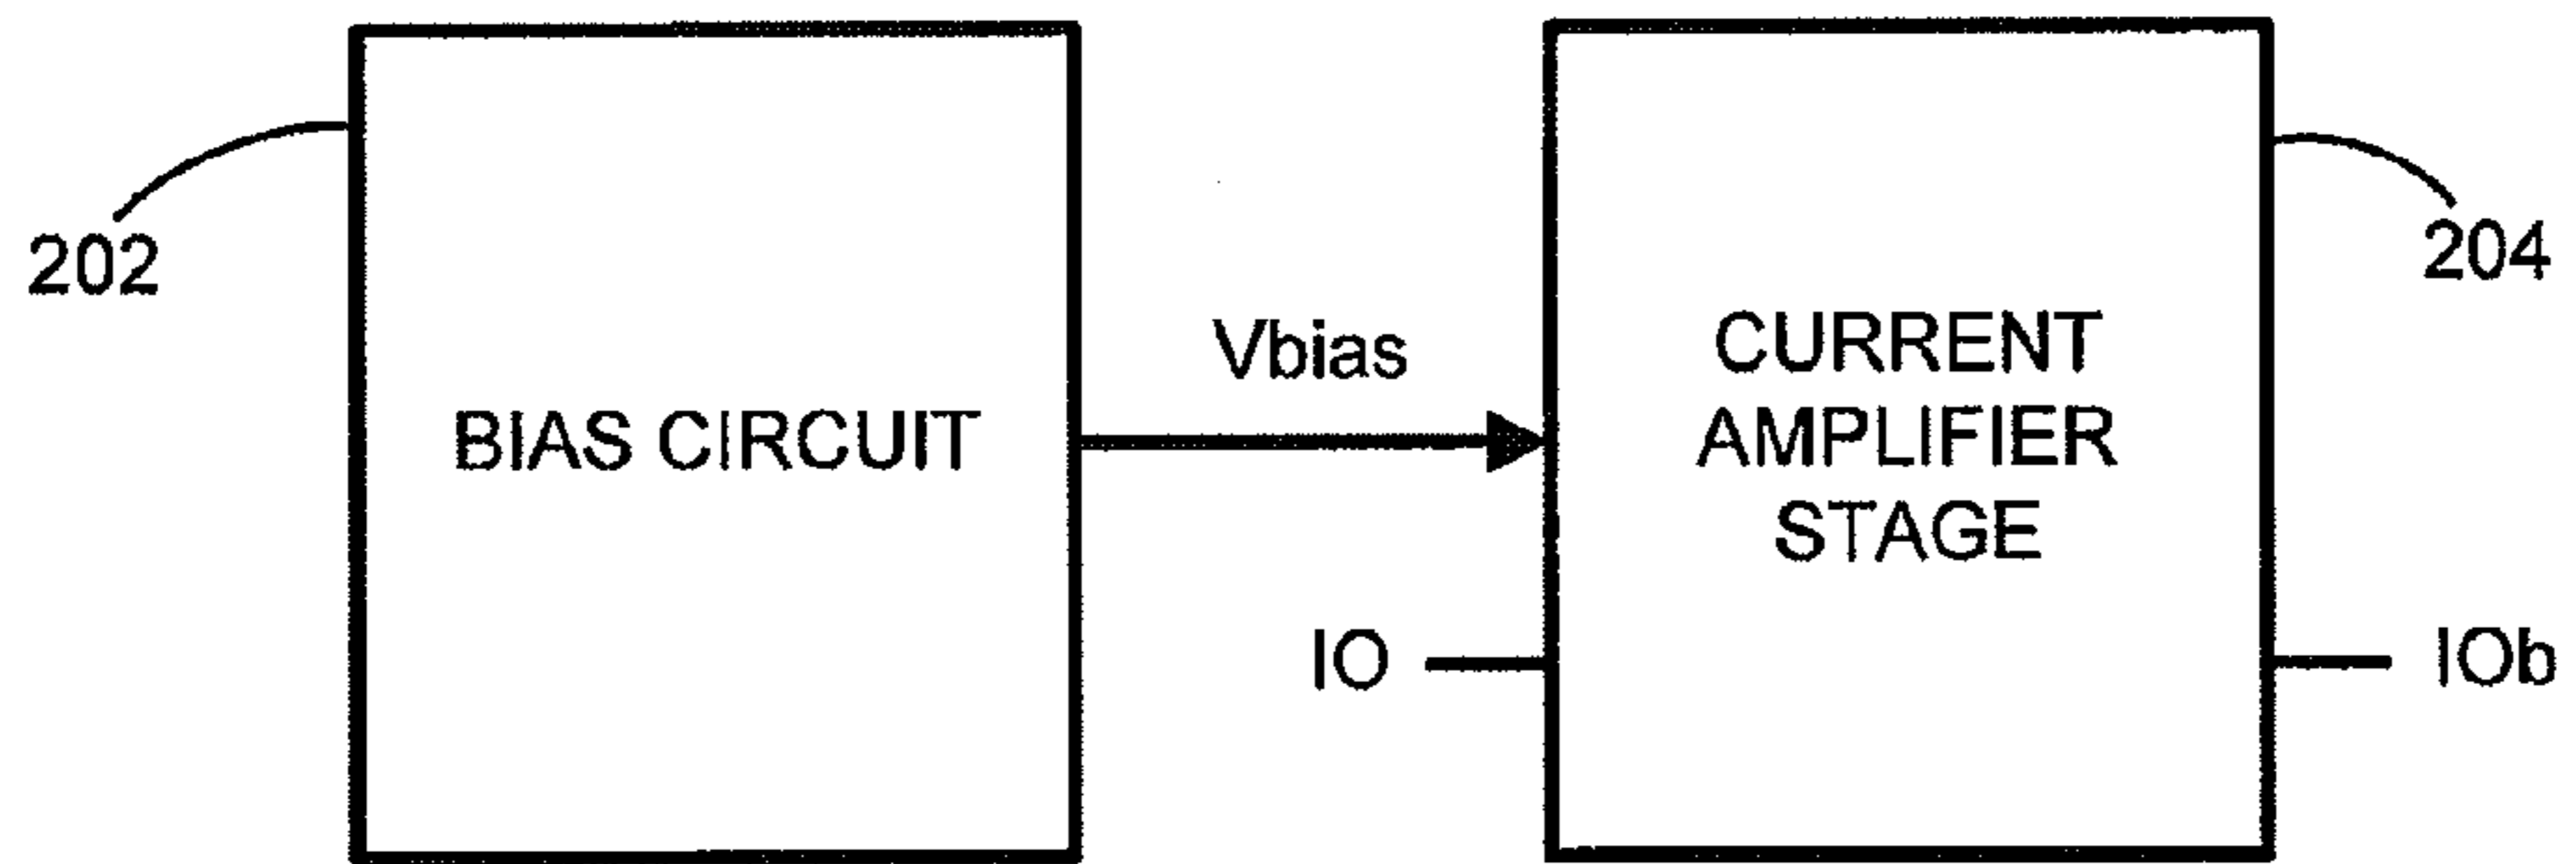 202
BIAS CIRCUIT
Vbias
CURRENT
AMPLIFIER
STAGE
204
IO
IOb